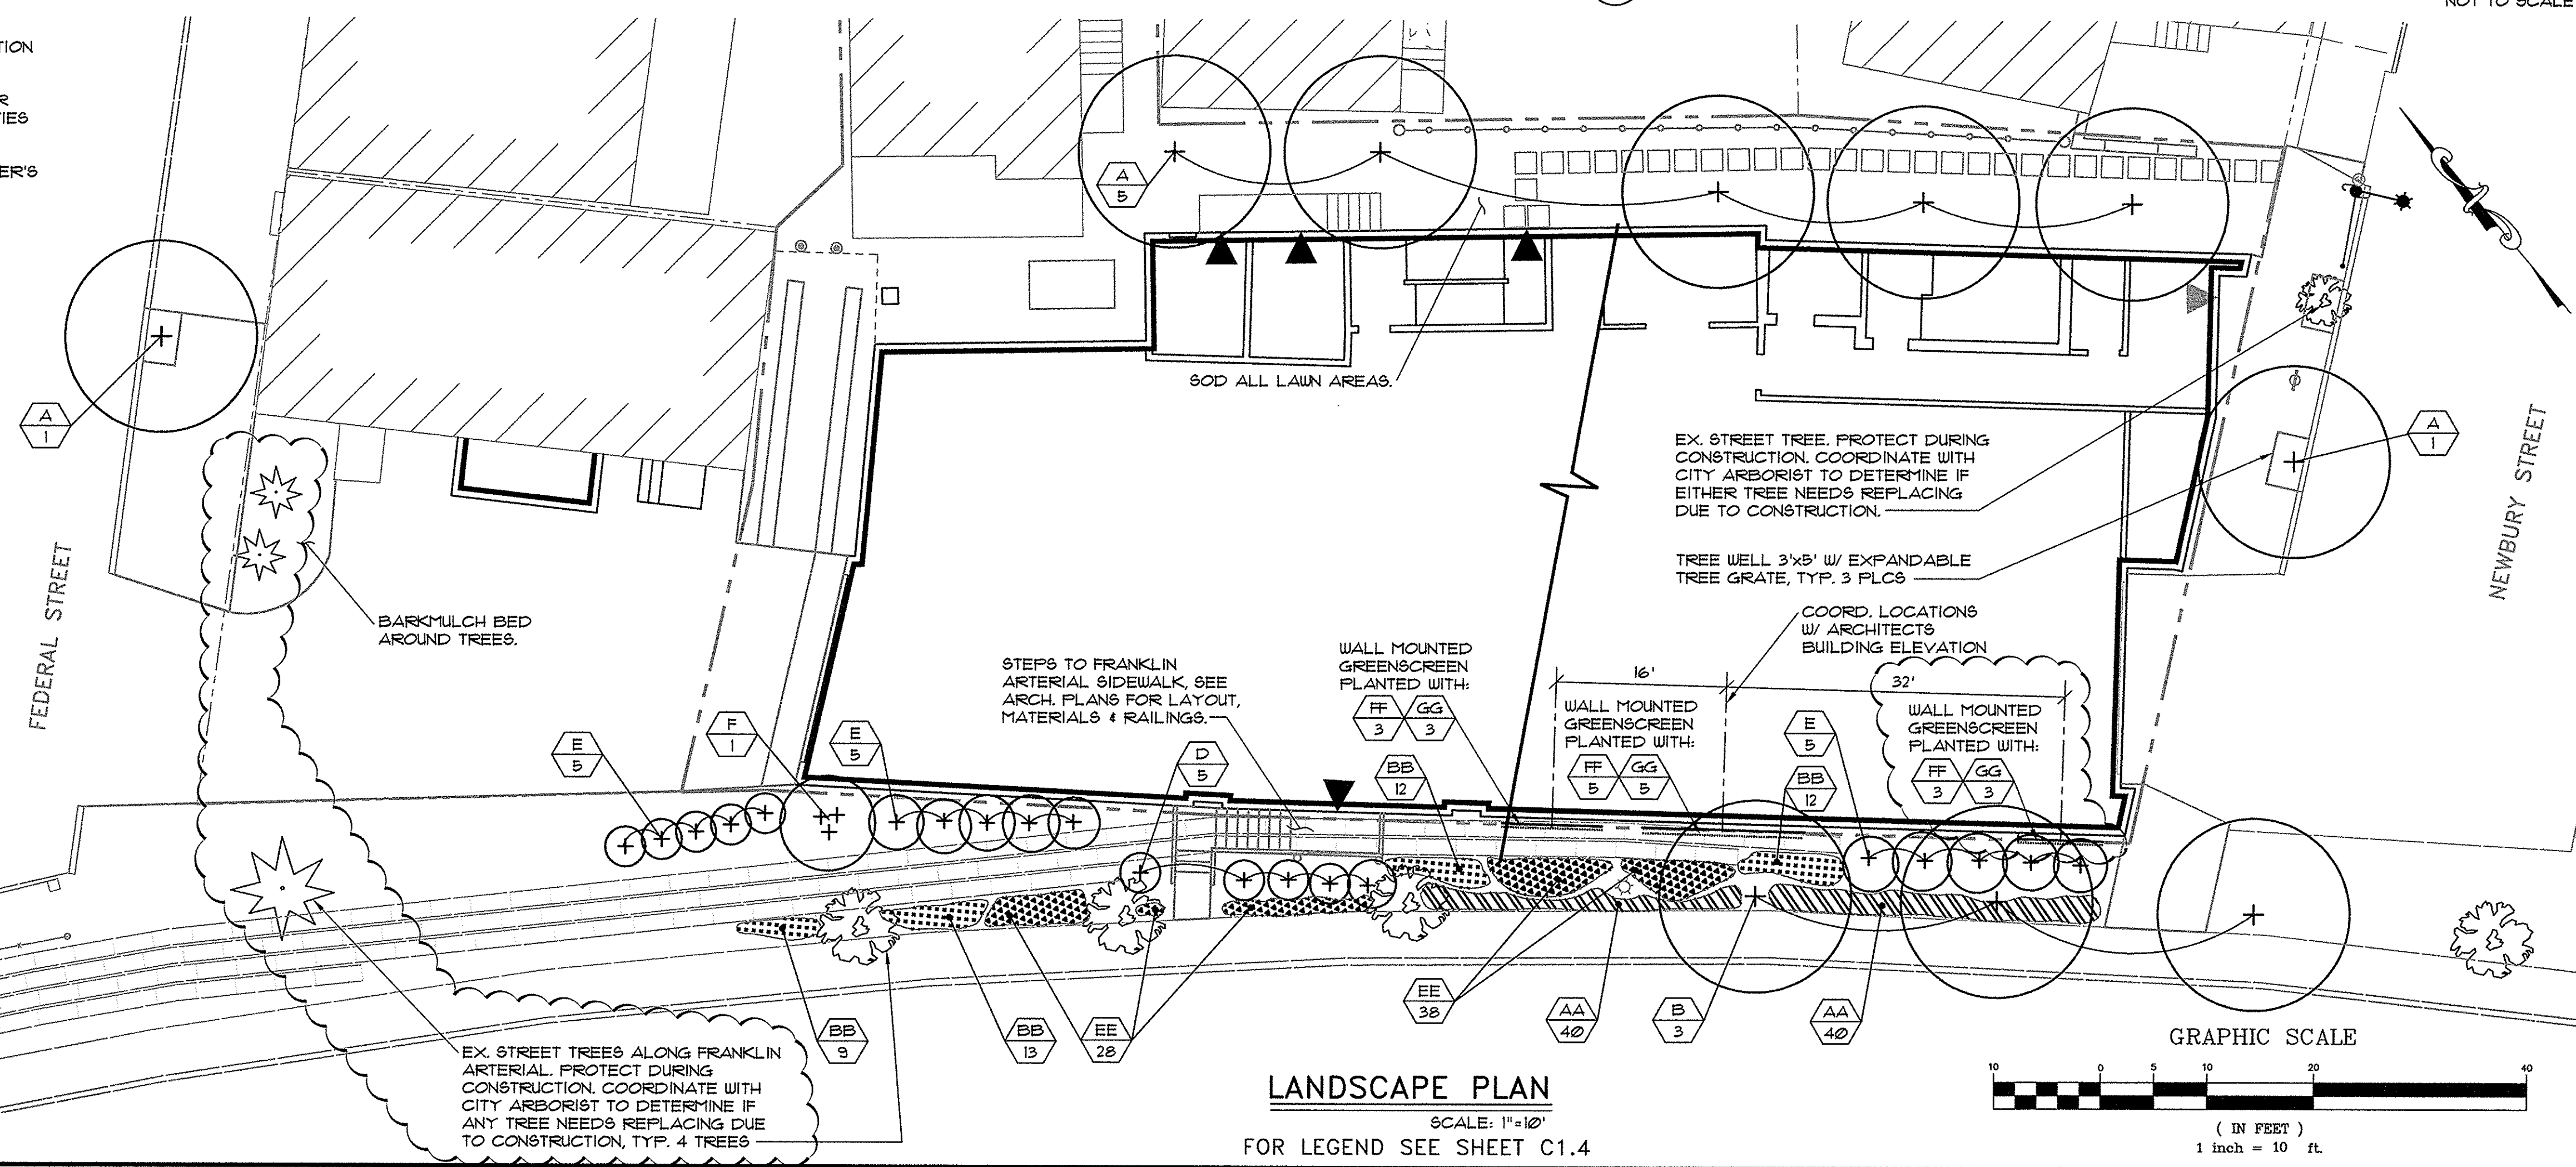 NOT TO SCALE
TION
R
TIES
ER'S
A
5
A
1
SOD ALL LAWN AREAS.
EX. STREET TREE. PROTECT DURING
CONSTRUCTION. COORDINATE WITH
CITY ARBORIST TO DETERMINE IF
EITHER TREE NEEDS REPLACING
DUE TO CONSTRUCTION.
A
1
NEWBURY STREET
TREE WELL 3'x5' W/ EXPANDABLE
TREE GRATE, TYP. 3 PLCS
FEDERAL STREET
BARKMULCH BED
AROUND TREES.
COORD. LOCATIONS
W/ ARCHITECTS
BUILDING ELEVATION
STEPS TO FRANKLIN
ARTERIAL SIDEWALK, SEE
ARCH. PLANS FOR LAYOUT,
MATERIALS & RAILINGS.
WALL MOUNTED
GREENSCREEN
PLANTED WITH:
FF
3
GG
3
16'
32'
WALL MOUNTED
GREENSCREEN
PLANTED WITH:
FF
5
GG
5
WALL MOUNTED
GREENSCREEN
PLANTED WITH:
FF
3
GG
3
E
5
F
1
E
5
D
5
BB
12
E
5
BB
12
BB
9
BB
13
EE
28
EE
38
AA
40
B
3
AA
40
EX. STREET TREES ALONG FRANKLIN
ARTERIAL. PROTECT DURING
CONSTRUCTION. COORDINATE WITH
CITY ARBORIST TO DETERMINE IF
ANY TREE NEEDS REPLACING DUE
TO CONSTRUCTION, TYP. 4 TREES
LANDSCAPE PLAN
SCALE: 1"=10'
FOR LEGEND SEE SHEET C1.4
GRAPHIC SCALE
10 0 5 10 20 40
( IN FEET )
1 inch = 10 ft.